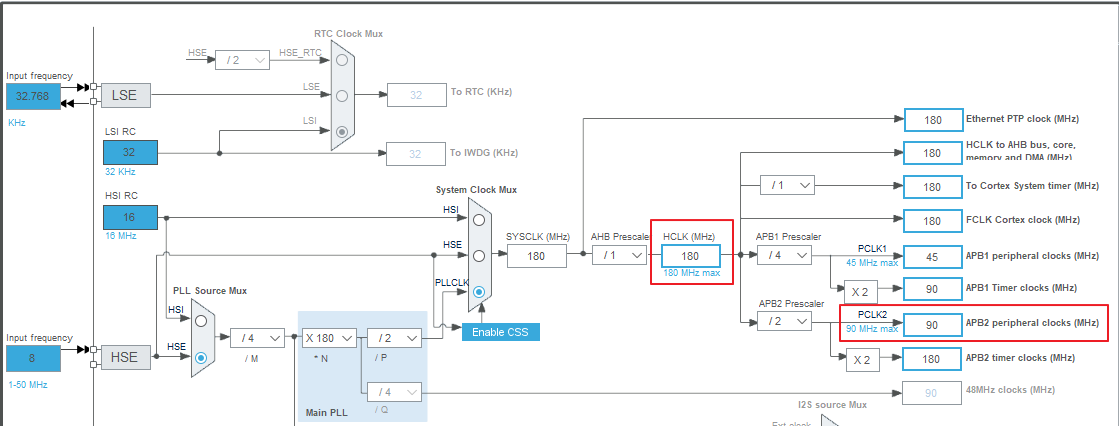 RTC Clock Mux
HSE
/ 2
HSE_RTC
Input frequency
32.768
KHz
LSE
LSE
32
To RTC (KHz)
LSI
LSI RC
32
32 KHz
32
To IWDG (KHz)
HSI RC
16
16 MHz
System Clock Mux
HSI
HSE
PLLCLK
SYSCLK (MHz)
180
AHB Prescaler
/ 1
HCLK (MHz)
180
180 MHz max
180
Ethernet PTP clock (MHz)
180
HCLK to AHB bus, core,
memory and DMA (MHz)
/ 1
180
To Cortex System timer (MHz)
180
FCLK Cortex clock (MHz)
APB1 Prescaler
/ 4
PCLK1
45 MHz max
45
APB1 peripheral clocks (MHz)
X 2
90
APB1 Timer clocks (MHz)
APB2 Prescaler
/ 2
PCLK2
90 MHz max
90
APB2 peripheral clocks (MHz)
X 2
180
APB2 timer clocks (MHz)
Enable CSS
PLL Source Mux
HSI
HSE
Input frequency
8
1-50 MHz
HSE
/ 4
/ M
X 180
* N
/ 2
/ P
/ 4
/ Q
Main PLL
90
48MHz clocks (MHz)
I2S source Mux
Ext clock